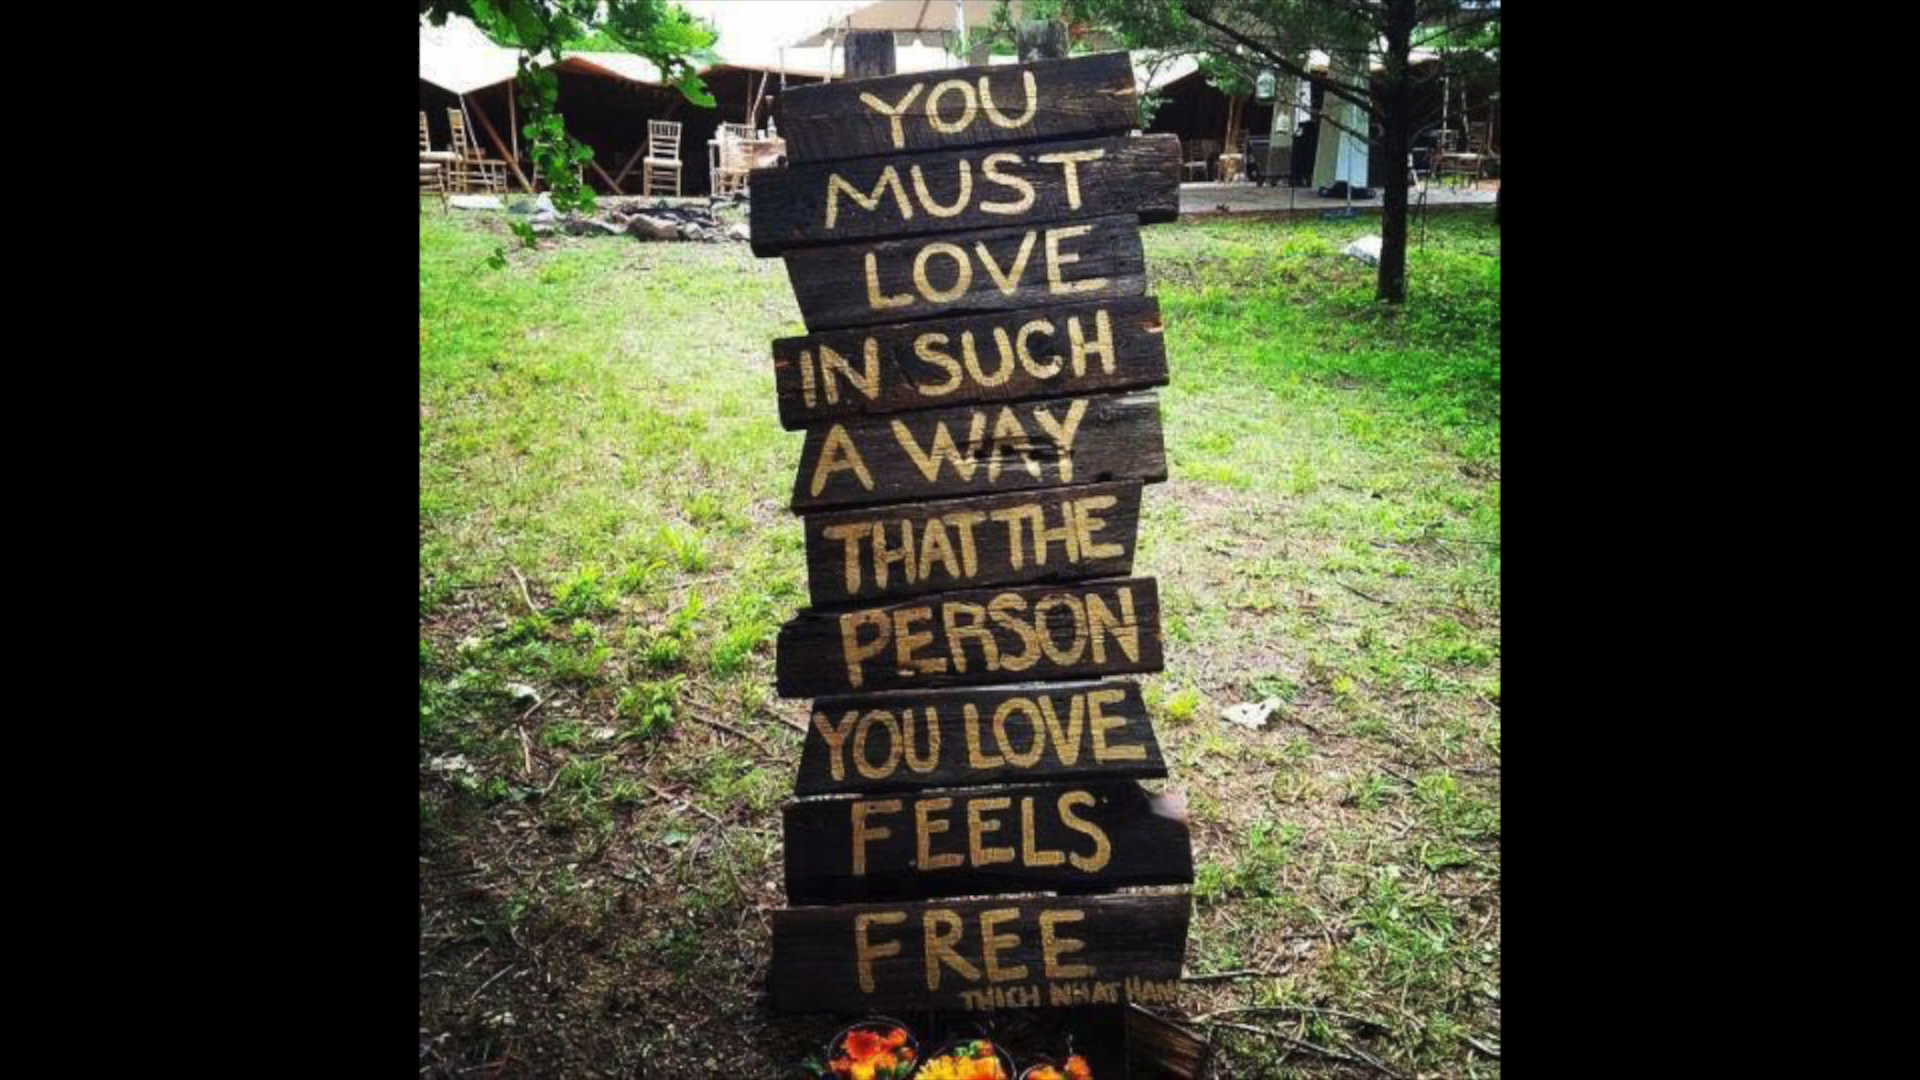 YOU
MUST
LOVE
IN SUCH
A WAY
THAT THE
PERSON
YOU LOVE
FEELS
FREE
THICH NHAT HANH